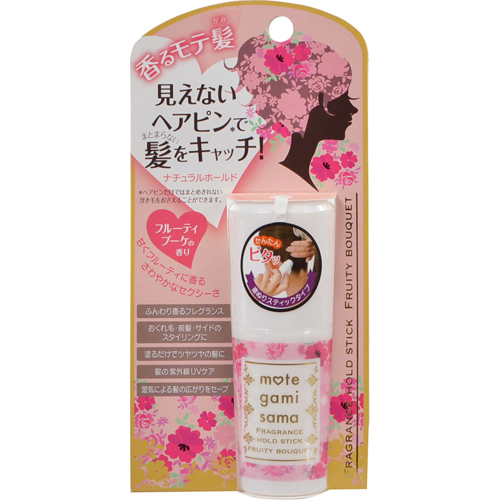 がみ
香るモテ髪
見えない
ヘアピン*で
まとまらない
髪をキャッチ!
ナチュラルホールド
*ヘアピンだけではまとめきれない
浮き毛をおさえることができます。
フルーティ
ブーケの
香り
甘くフルーティに香る
さわやかなセクシーさ
ふんわり香るフレグランス
おくれ毛・前髪・サイドの
スタイリングに
塗るだけでツヤツヤの髪に
髪の紫外線UVケア
湿気による髪の広がりをセーブ
かんたん
ピタッ
直ぬりスティックタイプ
m♥te
gami
sama
FRAGRANCE
HOLD STICK
FRUITY BOUQUET
FRAGRANCE HOLD STICK FRUITY BOUQUET